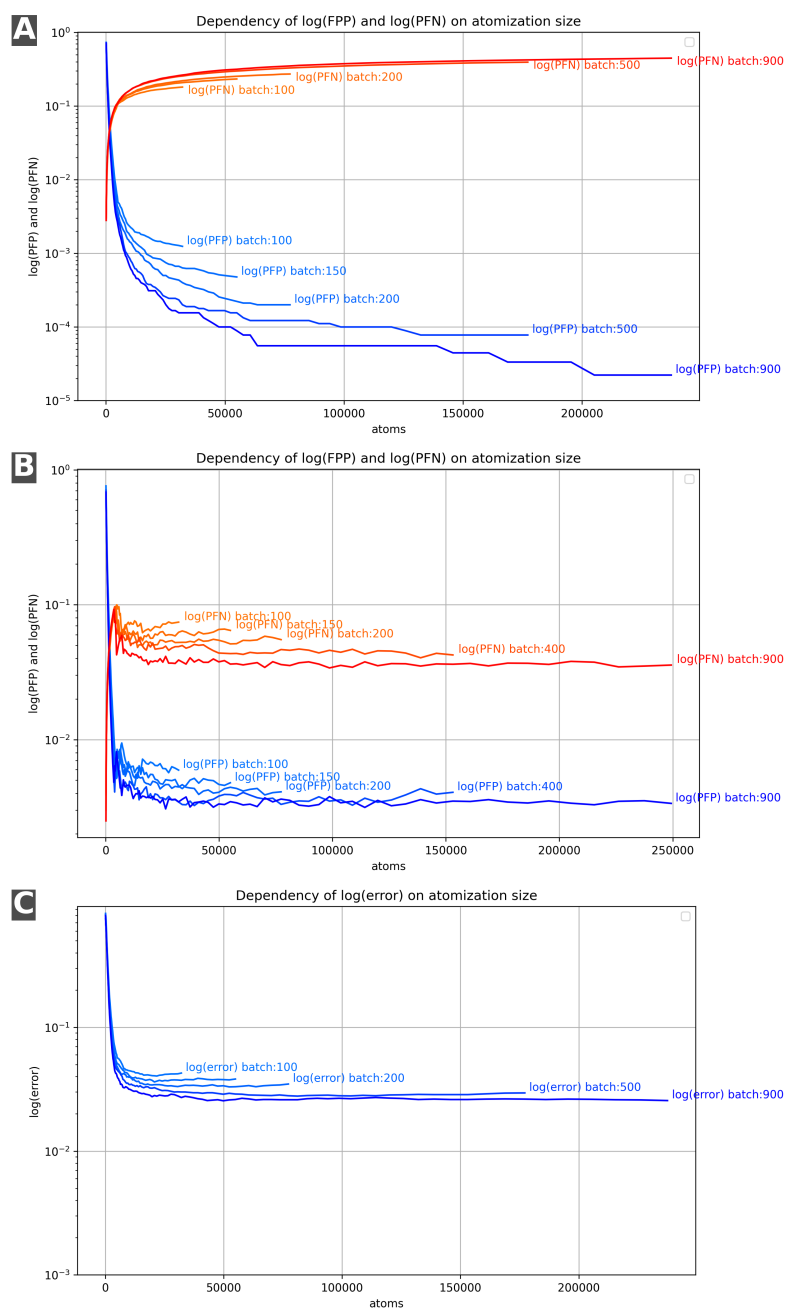 A
Dependency of log(FPP) and log(PFN) on atomization size
10⁰
10⁻¹
10⁻²
10⁻³
10⁻⁴
10⁻⁵
log(PFP) and log(PFN)
log(PFN) batch:900
log(PFN) batch:500
log(PFN) batch:200
log(PFN) batch:100
log(PFP) batch:100
log(PFP) batch:150
log(PFP) batch:200
log(PFP) batch:500
log(PFP) batch:900
0 50000 100000 150000 200000
atoms
B
Dependency of log(FPP) and log(PFN) on atomization size
10⁰
10⁻¹
10⁻²
log(PFP) and log(PFN)
log(PFN) batch:100
log(PFN) batch:150
log(PFN) batch:200
log(PFN) batch:400
log(PFN) batch:900
log(PFP) batch:100
log(PFP) batch:150
log(PFP) batch:200
log(PFP) batch:400
log(PFP) batch:900
0 50000 100000 150000 200000 250000
atoms
C
Dependency of log(error) on atomization size
10⁻¹
10⁻²
10⁻³
log(error)
log(error) batch:100
log(error) batch:200
log(error) batch:500
log(error) batch:900
0 50000 100000 150000 200000
atoms